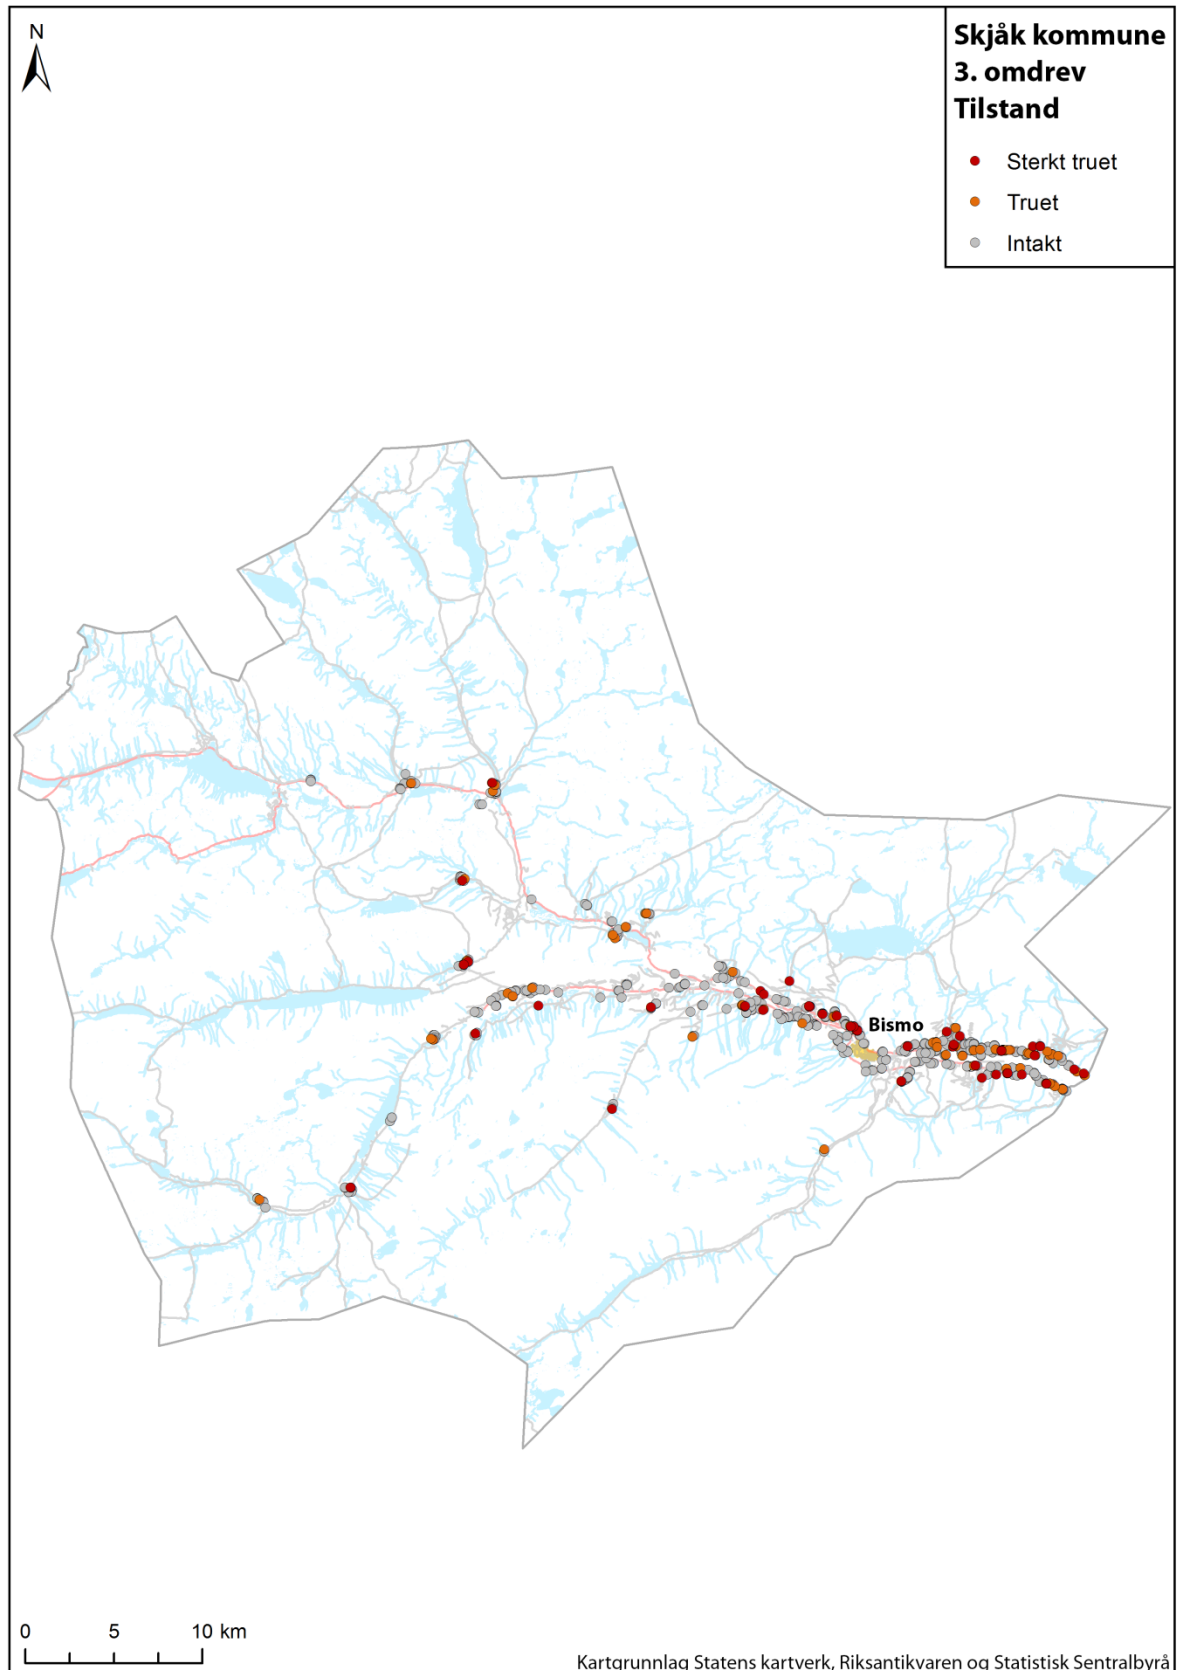 N
Skjåk kommune
3. omdrev
Tilstand
Sterkt truet
Truet
Intakt
Bismo
0 5 10 km
Kartgrunnlag Statens kartverk, Riksantikvaren og Statistisk Sentralbyrå